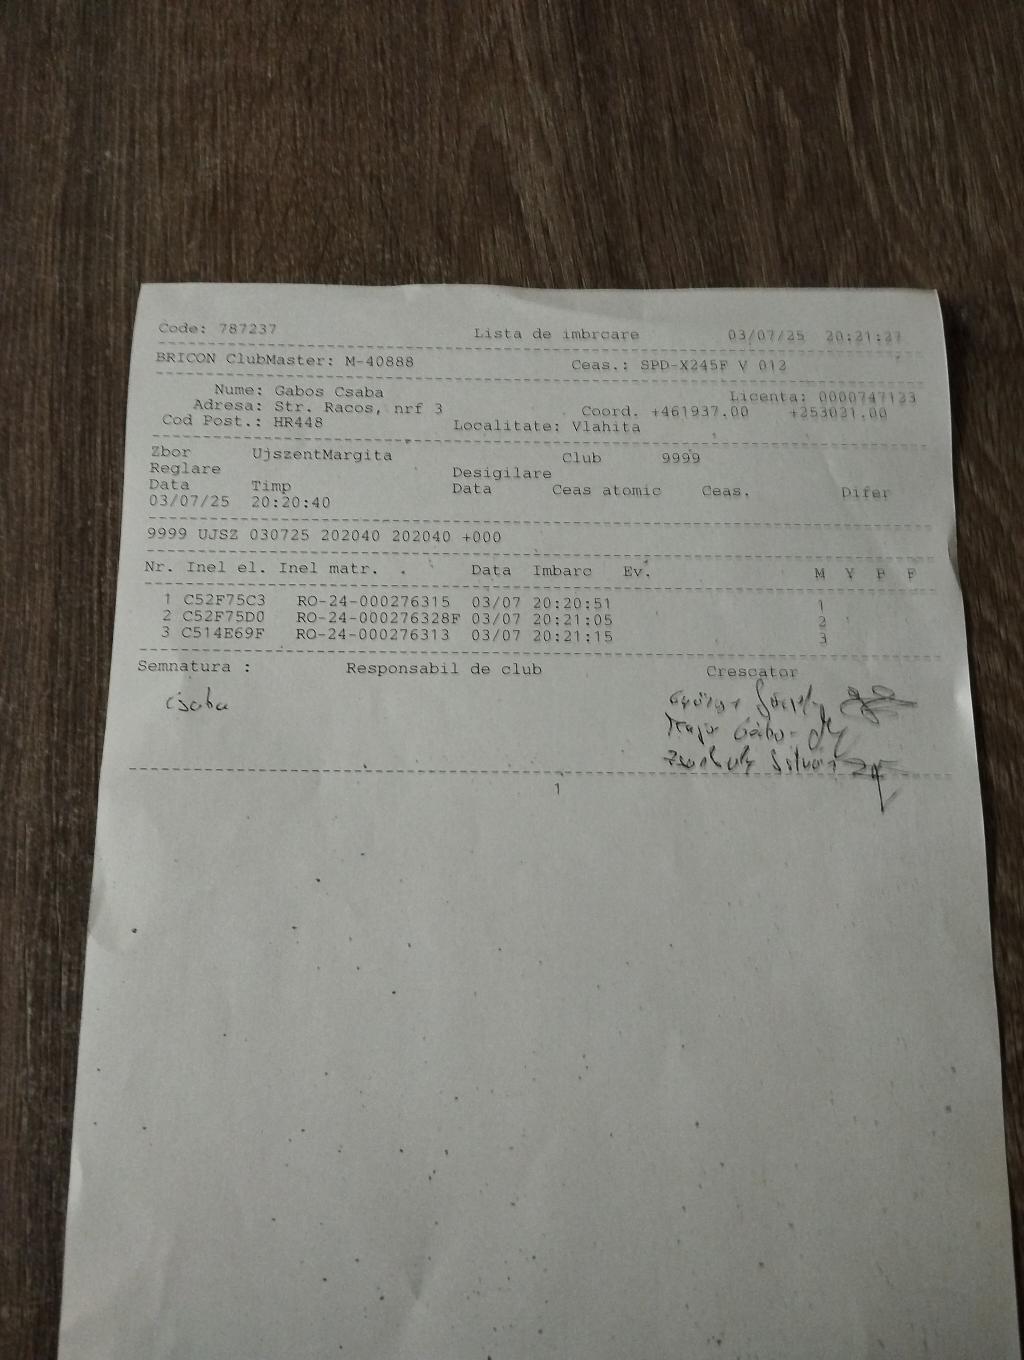 Code: 787237 Lista de imbrcare 03/07/25 20:21:27
BRICON ClubMaster: M-40888 Ceas.: SPD-X245F V 012
Nume: Gabos Csaba Licenta: 0000747123
Adresa: Str. Racos, nrf 3 Coord. +461937.00 +253021.00
Cod Post.: HR448 Localitate: Vlahita
Zbor UjszentMargita Club 9999
Reglare Desigilare
Data Timp Data Ceas atomic Ceas. Difer
03/07/25 20:20:40
9999 UJSZ 030725 202040 202040 +000
Nr. Inel el. Inel matr. Data Imbarc Ev. M Y P F
1 C52F75C3 RO-24-000276315 03/07 20:20:51 1
2 C52F75D0 RO-24-000276328F 03/07 20:21:05 2
3 C514E69F RO-24-000276313 03/07 20:21:15 3
Semnatura : Responsabil de club Crescator
Csaba
1